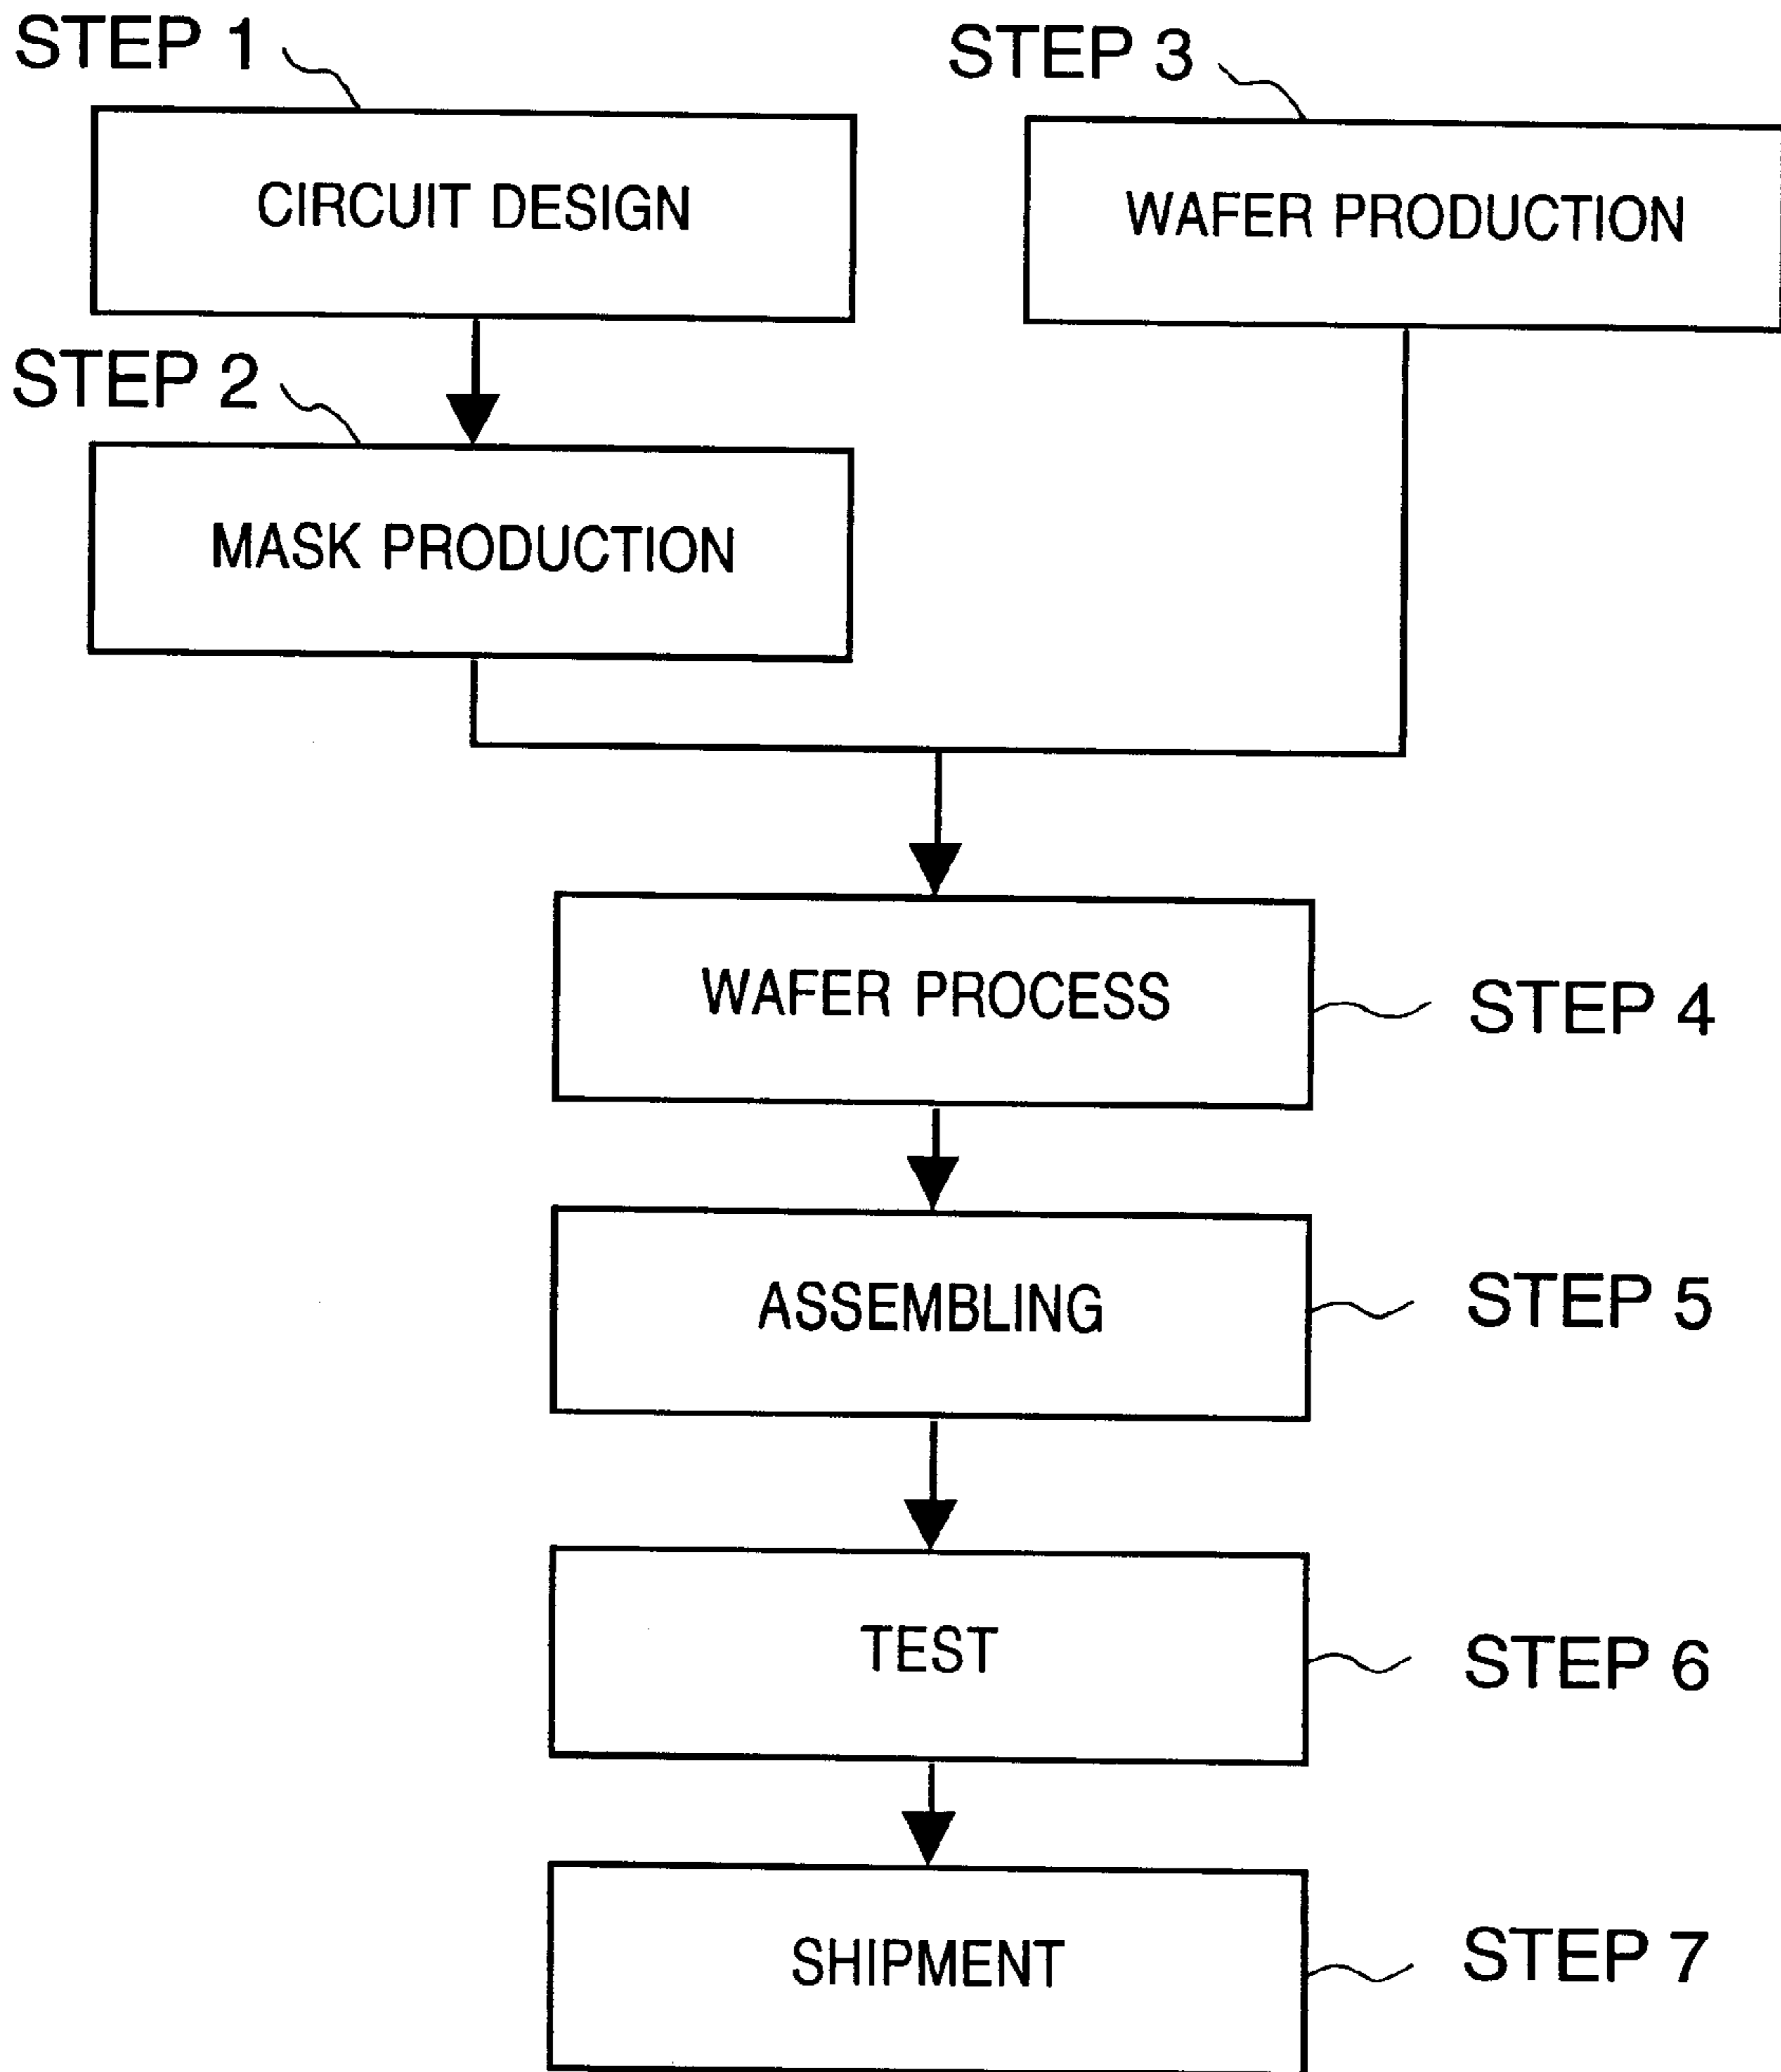 STEP 1
CIRCUIT DESIGN
STEP 3
WAFER PRODUCTION
STEP 2
MASK PRODUCTION
WAFER PROCESS
STEP 4
ASSEMBLING
STEP 5
TEST
STEP 6
SHIPMENT
STEP 7